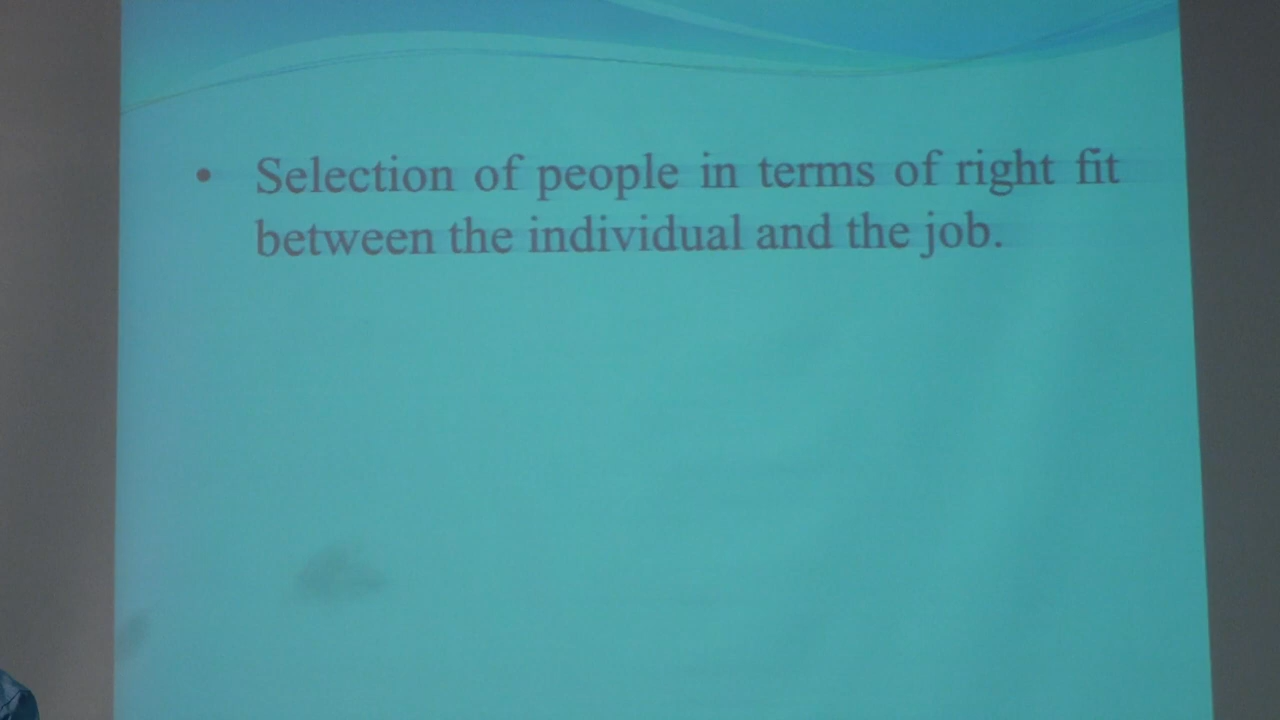 • Selection of people in terms of right fit
between the individual and the job.